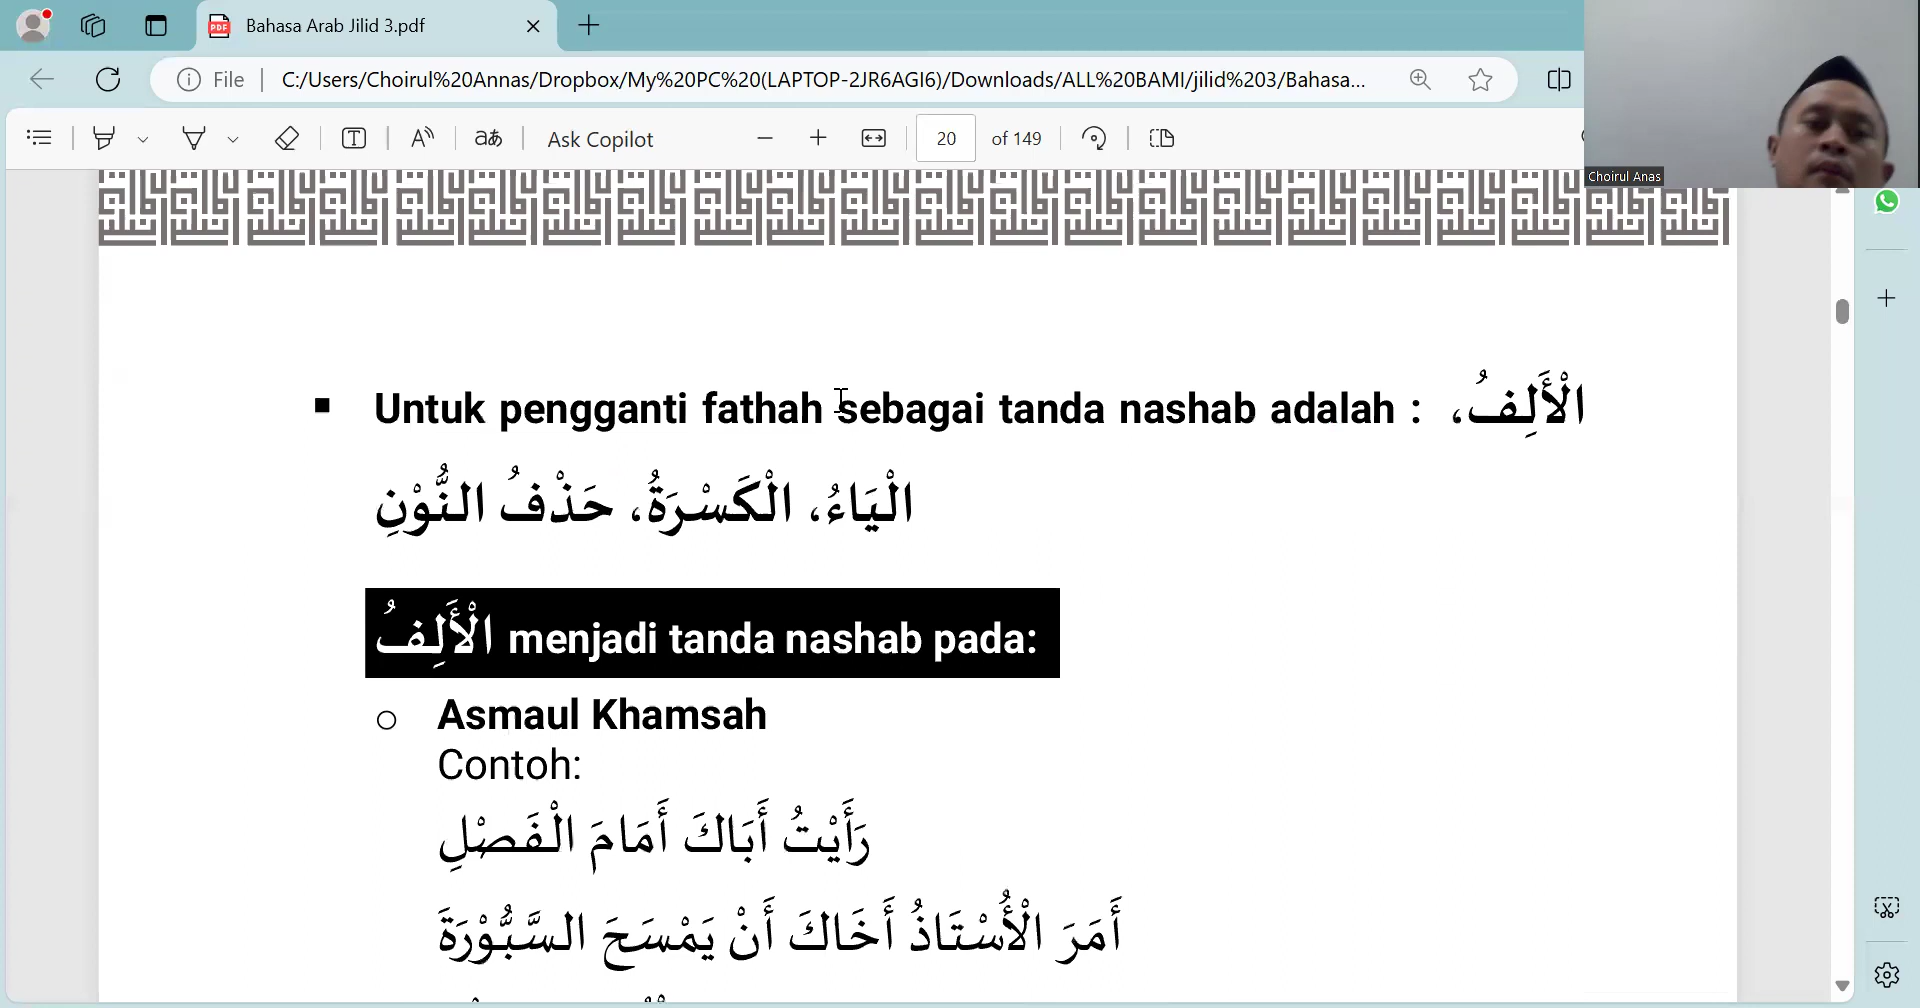 Bahasa Arab Jilid 3.pdf
File
C:/Users/Choirul%20Annas/Dropbox/My%20PC%20(LAPTOP-2JR6AGI6)/Downloads/ALL%20BAMI/jilid%203/Bahasa...
Ask Copilot
20 of 149
Choirul Anas
▪ Untuk pengganti fathah sebagai tanda nashab adalah : الْأَلِفُ،
الْيَاءُ، الْكَسْرَةُ، حَذْفُ النُّوْنِ
الْأَلِفُ menjadi tanda nashab pada:
o Asmaul Khamsah
Contoh:
رَأَيْتُ أَبَاكَ أَمَامَ الْفَصْلِ
أَمَرَ الْأُسْتَاذُ أَخَاكَ أَنْ يَمْسَحَ السَّبُّوْرَةَ